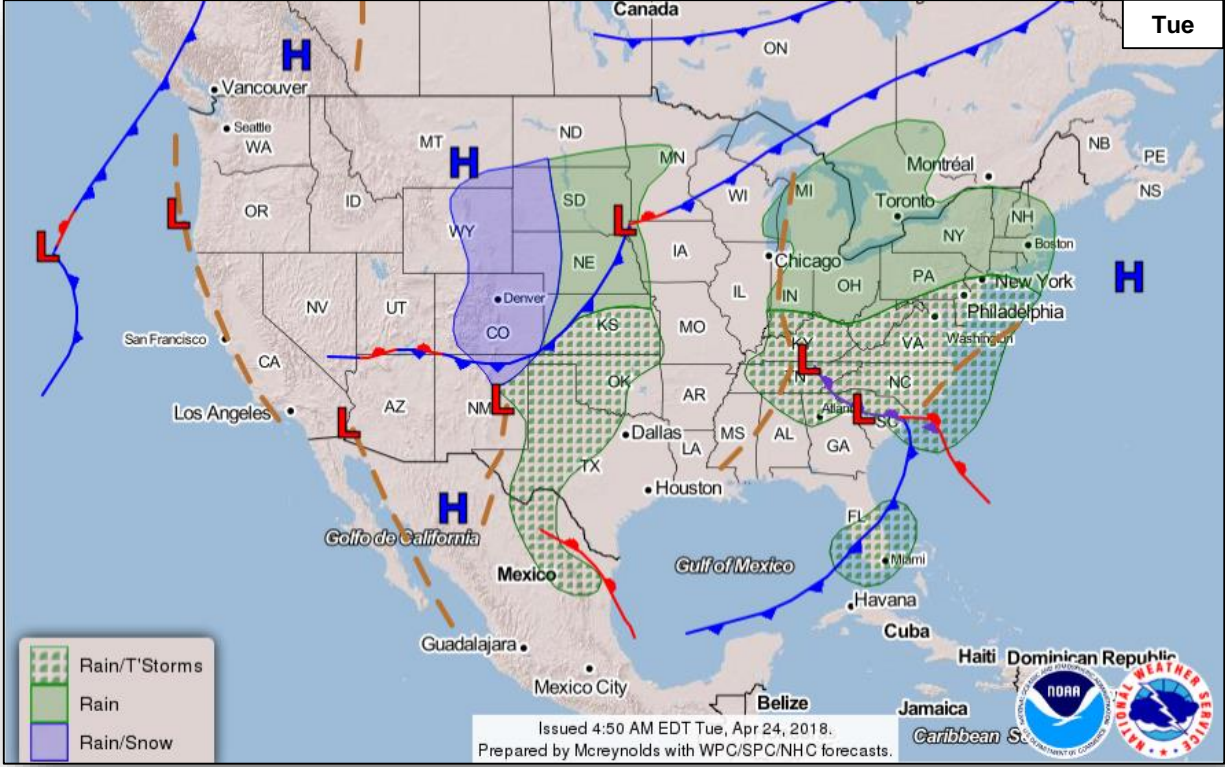 Canada
Tue
ON
Vancouver
Seattle
WA
MT
ND
MN
Montréal
NB
PE
NS
H
H
OR
ID
SD
WI
MI
Toronto
NH
WY
NY
Boston
L
L
L
H
NE
IA
Chicago
PA
New York
NV
UT
Denver
IL
IN
OH
Philadelphia
San Francisco
CO
KS
MO
KY
VA
Washington
CA
L
OK
NC
Los Angeles
AZ
NM
L
AR
TN
L
SC
L
Dallas
MS
AL
GA
LA
TX
Houston
H
FL
Golfo de California
Mexico
Gulf of Mexico
Miami
Havana
Cuba
Guadalajara
Haiti
Dominican Republic
Mexico City
Belize
Jamaica
Caribbean
Rain/T'Storms
Rain
Rain/Snow
Issued 4:50 AM EDT Tue, Apr 24, 2018.
Prepared by Mcreynolds with WPC/SPC/NHC forecasts.
NOAA
NATIONAL WEATHER SERVICE